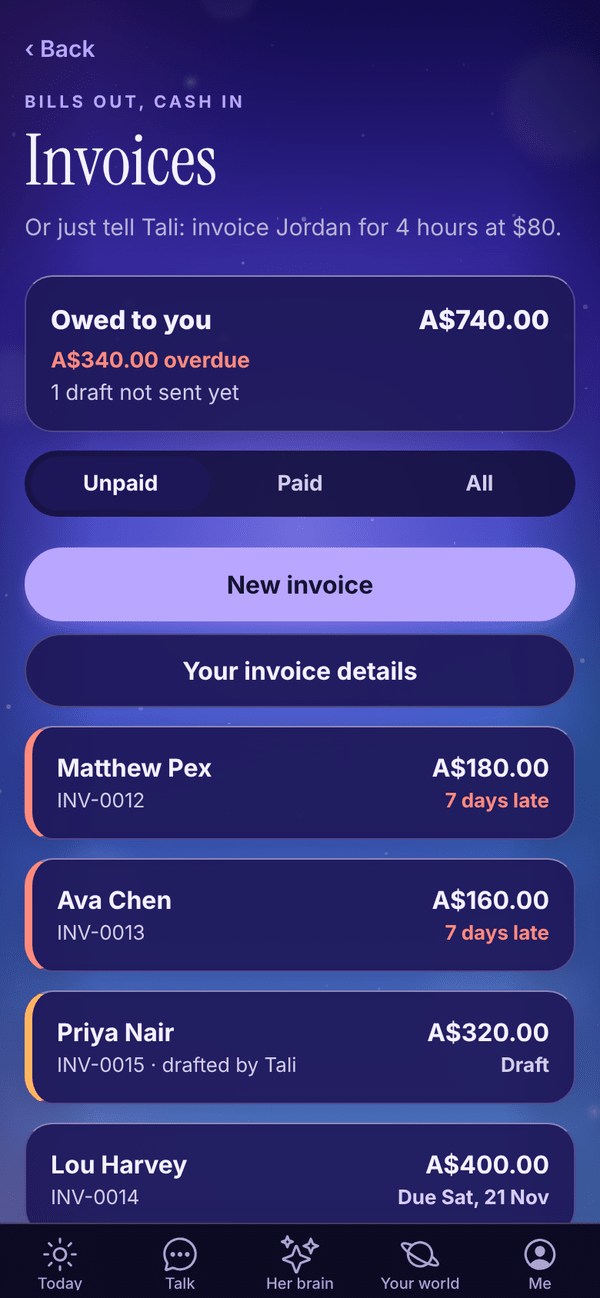 ‹ Back
BILLS OUT, CASH IN
Invoices
Or just tell Tali: invoice Jordan for 4 hours at $80.
Owed to you A$740.00
A$340.00 overdue
1 draft not sent yet
Unpaid Paid All
New invoice
Your invoice details
Matthew Pex A$180.00
INV-0012 7 days late
Ava Chen A$160.00
INV-0013 7 days late
Priya Nair A$320.00
INV-0015 · drafted by Tali Draft
Lou Harvey A$400.00
INV-0014 Due Sat, 21 Nov
Today Talk Her brain Your world Me